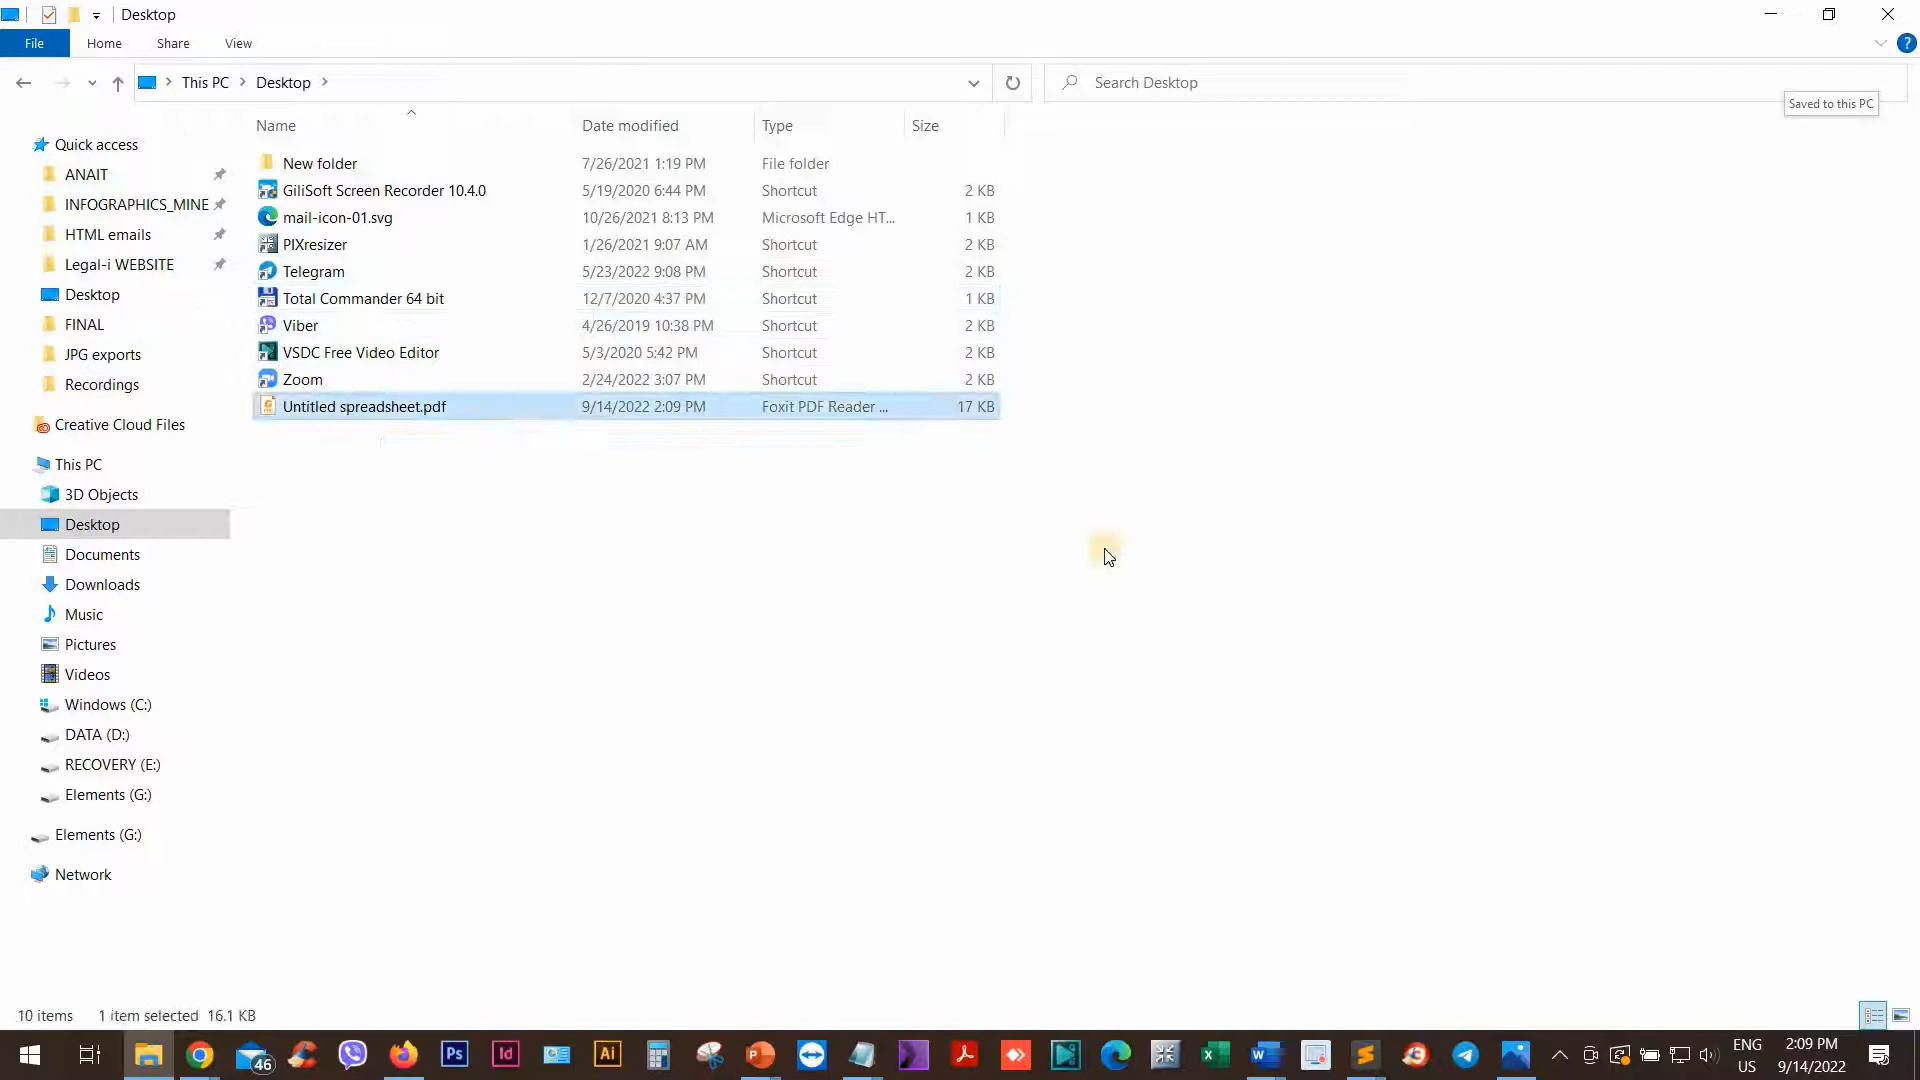 Desktop
File Home Share View
This PC Desktop Search Desktop
Saved to this PC
Name Date modified Type Size
Quick access
ANAIT
INFOGRAPHICS_MINE
HTML emails
Legal-i WEBSITE
Desktop
FINAL
JPG exports
Recordings
Creative Cloud Files
This PC
3D Objects
Desktop
Documents
Downloads
Music
Pictures
Videos
Windows (C:)
DATA (D:)
RECOVERY (E:)
Elements (G:)
Elements (G:)
Network
New folder 7/26/2021 1:19 PM File folder
GiliSoft Screen Recorder 10.4.0 5/19/2020 6:44 PM Shortcut 2 KB
mail-icon-01.svg 10/26/2021 8:13 PM Microsoft Edge HT... 1 KB
PIXresizer 1/26/2021 9:07 AM Shortcut 2 KB
Telegram 5/23/2022 9:08 PM Shortcut 2 KB
Total Commander 64 bit 12/7/2020 4:37 PM Shortcut 1 KB
Viber 4/26/2019 10:38 PM Shortcut 2 KB
VSDC Free Video Editor 5/3/2020 5:42 PM Shortcut 2 KB
Zoom 2/24/2022 3:07 PM Shortcut 2 KB
Untitled spreadsheet.pdf 9/14/2022 2:09 PM Foxit PDF Reader ... 17 KB
10 items 1 item selected 16.1 KB
46 Ps Id Ai
ENG 2:09 PM
US 9/14/2022